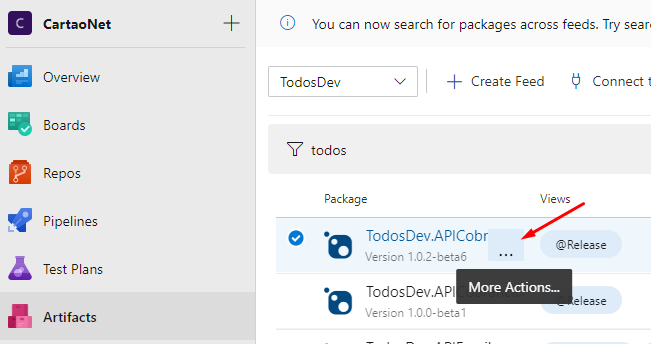 C CartaoNet
You can now search for packages across feeds. Try sear
Overview
TodosDev
Create Feed
Connect t
Boards
todos
Repos
Package
Views
Pipelines
TodosDev.APICobr
...
@Release
Version 1.0.2-beta6
Test Plans
More Actions...
TodosDev.APICob
@Release
Version 1.0.0-beta1
Artifacts